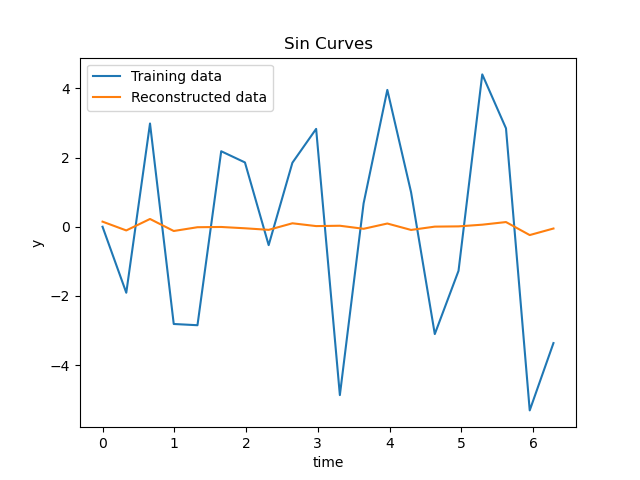 Sin Curves
Training data
Reconstructed data
4
2
0
−2
−4
y
0 1 2 3 4 5 6
time